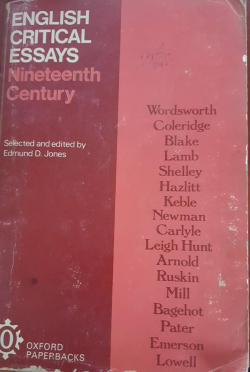 ENGLISH
CRITICAL
ESSAYS
Nineteenth
Century
Selected and edited by
Edmund D. Jones
Wordsworth
Coleridge
Blake
Lamb
Shelley
Hazlitt
Keble
Newman
Carlyle
Leigh Hunt
Arnold
Ruskin
Mill
Bagehot
Pater
Emerson
Lowell
OXFORD
PAPERBACKS